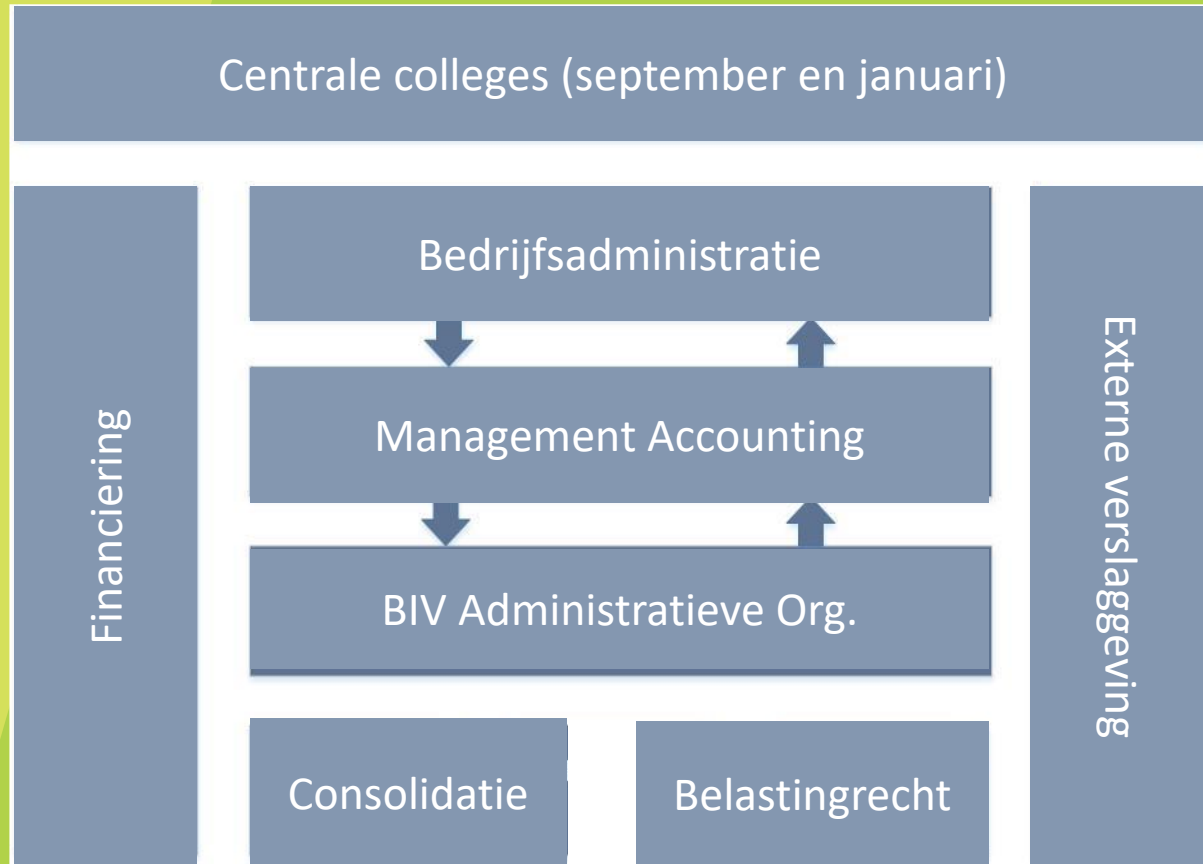 Centrale colleges (september en januari)
Financiering
Bedrijfsadministratie
Management Accounting
BIV Administratieve Org.
Consolidatie
Belastingrecht
Externe verslaggeving